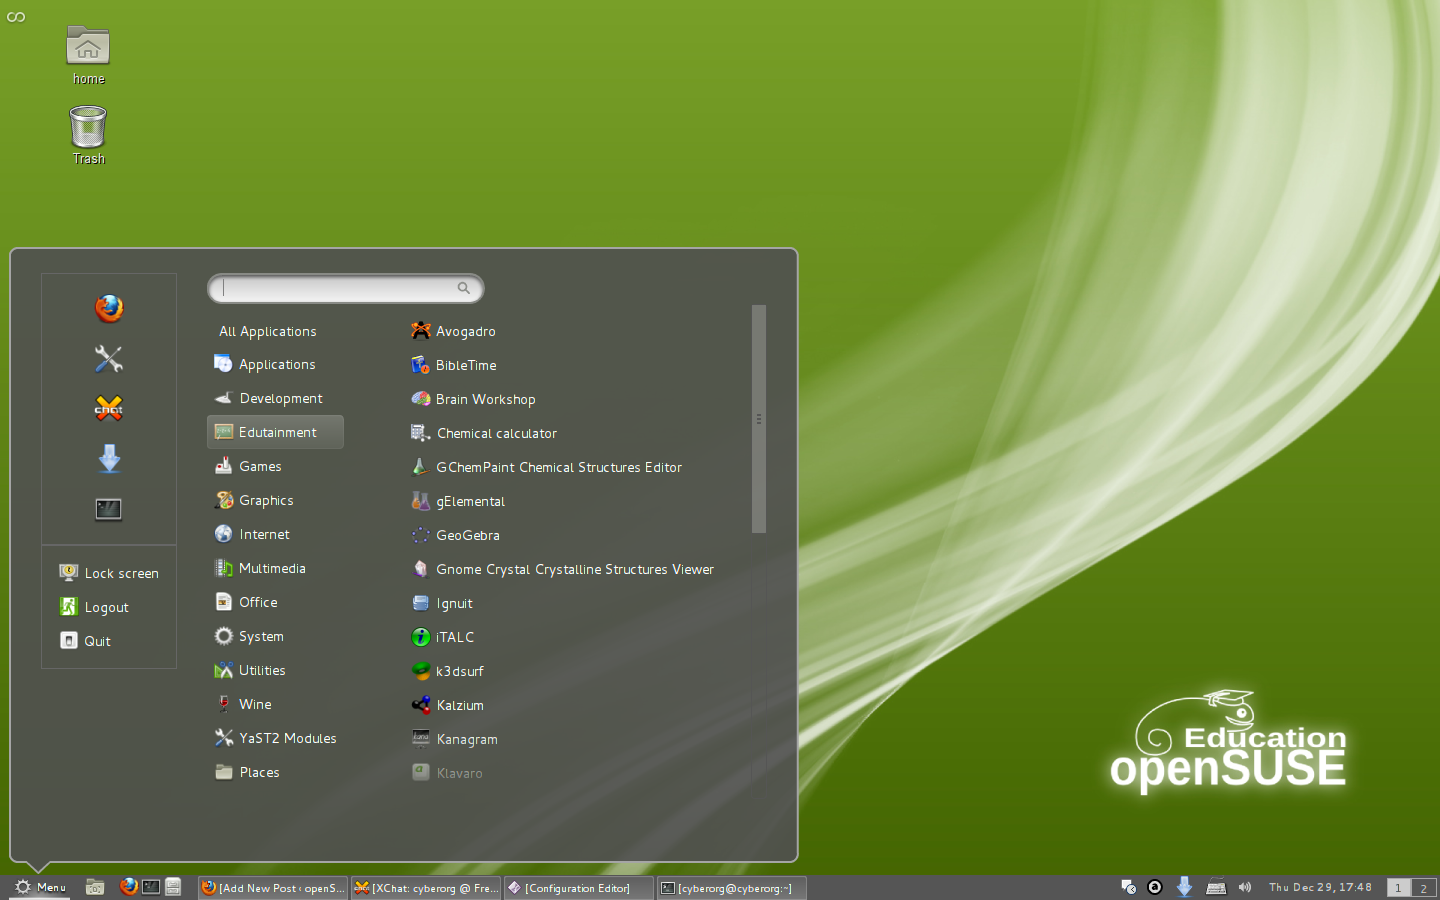 home
Trash
All Applications
Applications
Development
Edutainment
Games
Graphics
Internet
Multimedia
Office
System
Utilities
Wine
YaST2 Modules
Places
Avogadro
BibleTime
Brain Workshop
Chemical calculator
GChemPaint Chemical Structures Editor
gElemental
GeoGebra
Gnome Crystal Crystalline Structures Viewer
Ignuit
iTALC
k3dsurf
Kalzium
Kanagram
Klavaro
chat
Lock screen
Logout
Quit
Education
openSUSE
Menu
[Add New Post ‹ openS...
[XChat: cyberorg @ Fre...
[Configuration Editor]
[cyberorg@cyberorg:~]
Thu Dec 29, 17:48
1
2